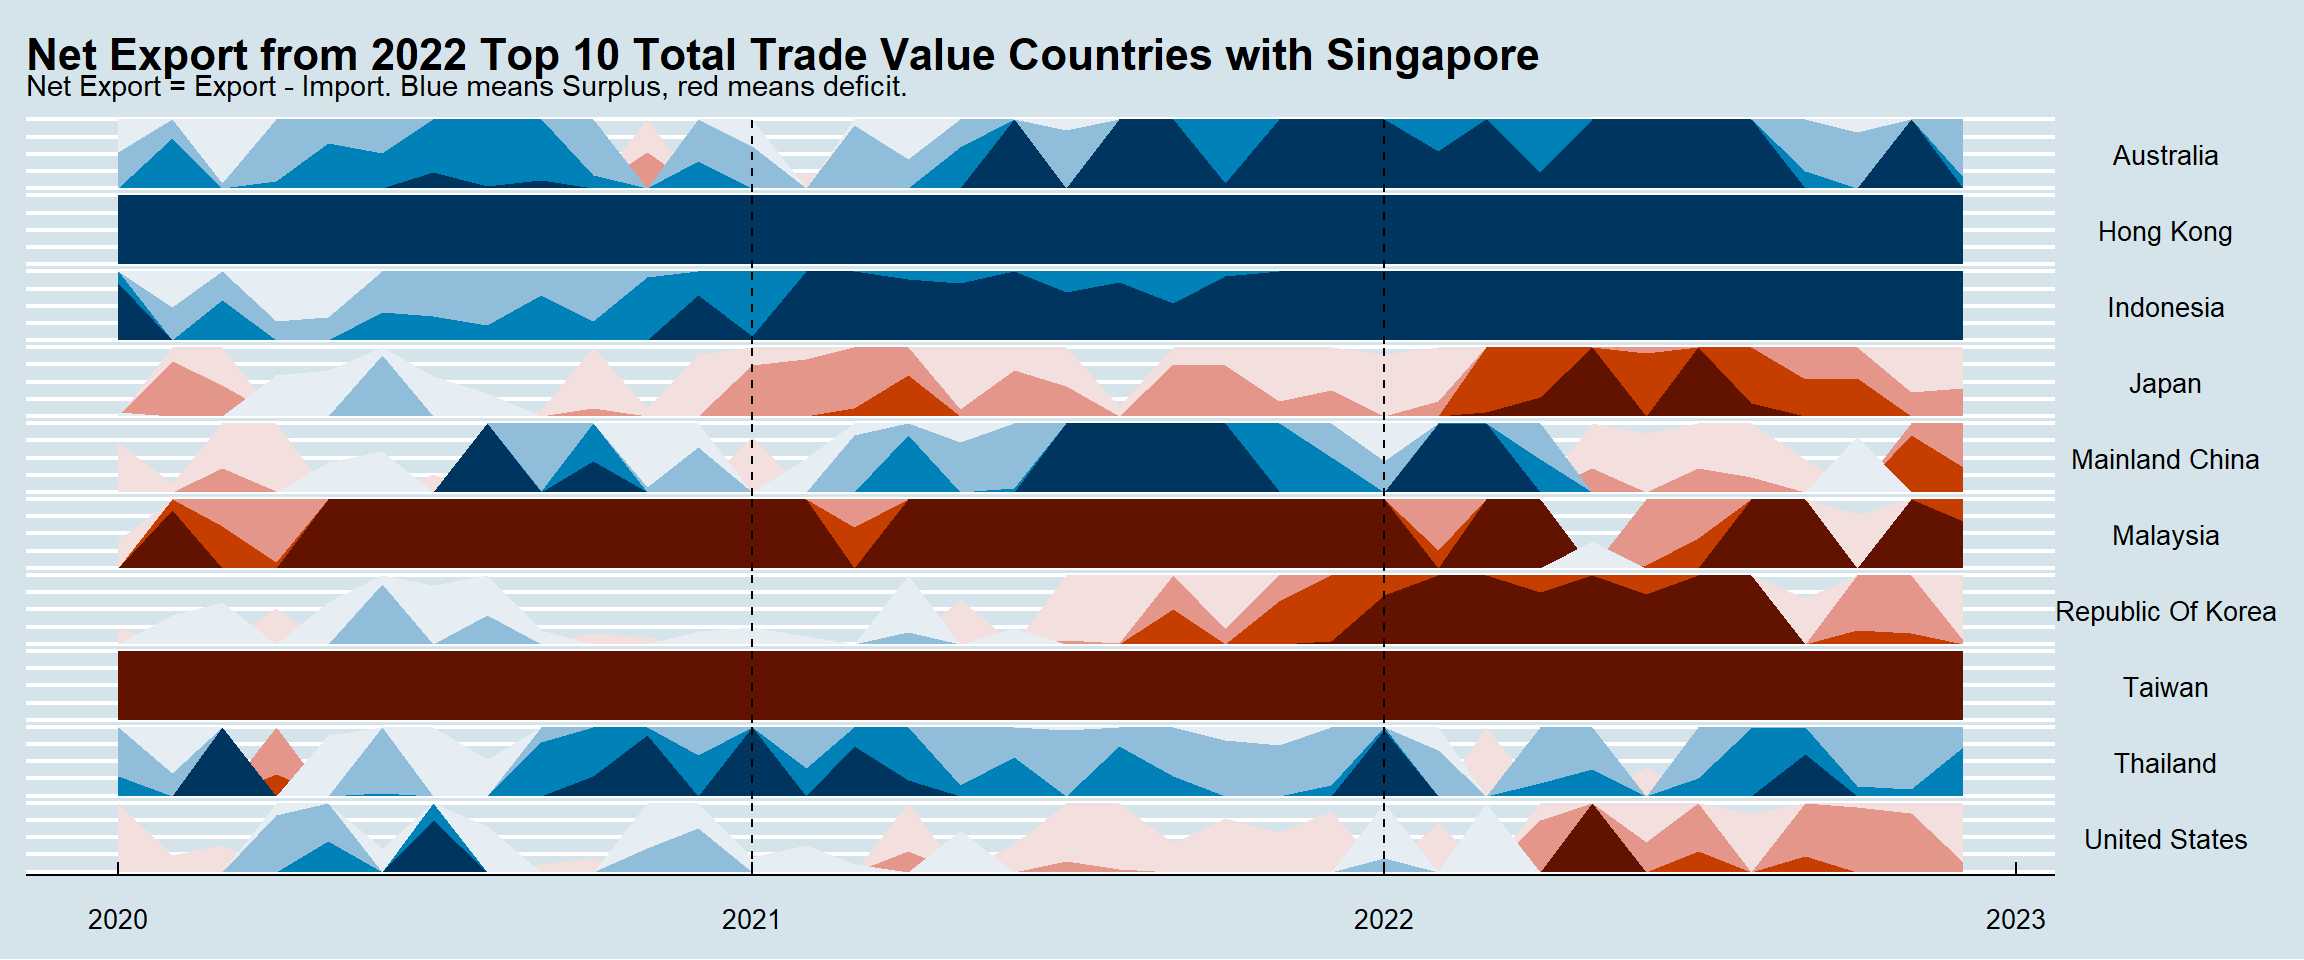 Net Export from 2022 Top 10 Total Trade Value Countries with Singapore
Net Export = Export - Import. Blue means Surplus, red means deficit.
Australia
Hong Kong
Indonesia
Japan
Mainland China
Malaysia
Republic Of Korea
Taiwan
Thailand
United States
2020 2021 2022 2023